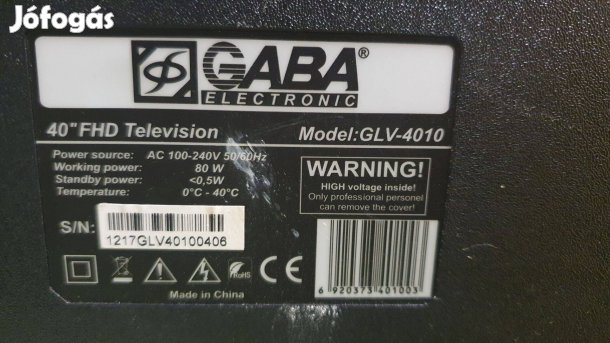 Jófogás
GABA®
ELECTRONIC
40" FHD Television Model:GLV-4010
Power source: AC 100-240V 50/60Hz
Working power: 80 W
Standby power: <0,5W
Temperature: 0°C - 40°C
WARNING!
HIGH voltage inside!
Only professional personel
can remove the cover!
S/N:
1217GLV40100406
RoHS
CE
Made in China
6 920373 401003